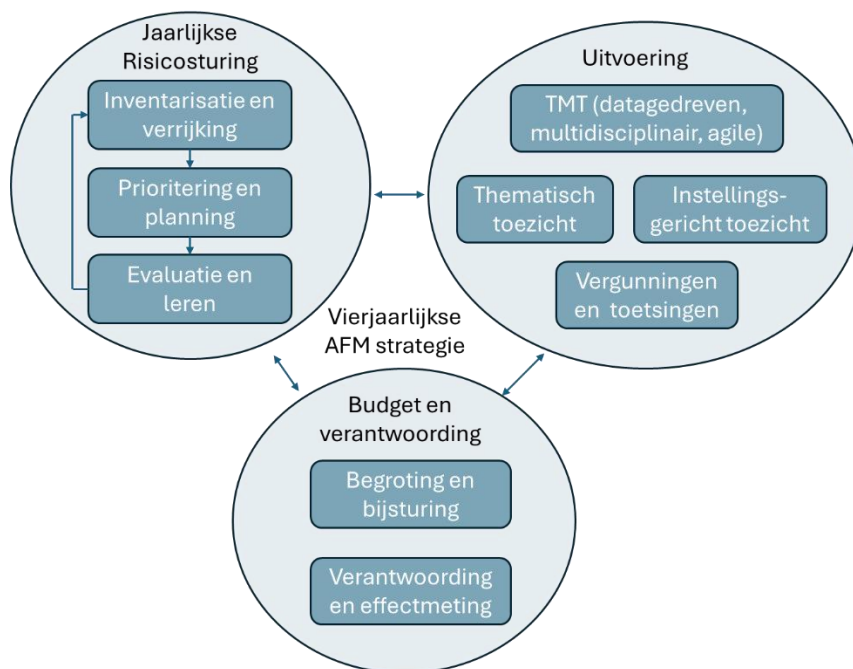 Jaarlijkse
Risicosturing
Inventarisatie en
verrijking
Prioritering en
planning
Evaluatie en
leren
Uitvoering
TMT (datagedreven,
multidisciplinair, agile)
Thematisch
toezicht
Instellings-
gericht toezicht
Vergunningen
en toetsingen
Vierjaarlijkse
AFM strategie
Budget en
verantwoording
Begroting en
bijsturing
Verantwoording
en effectmeting